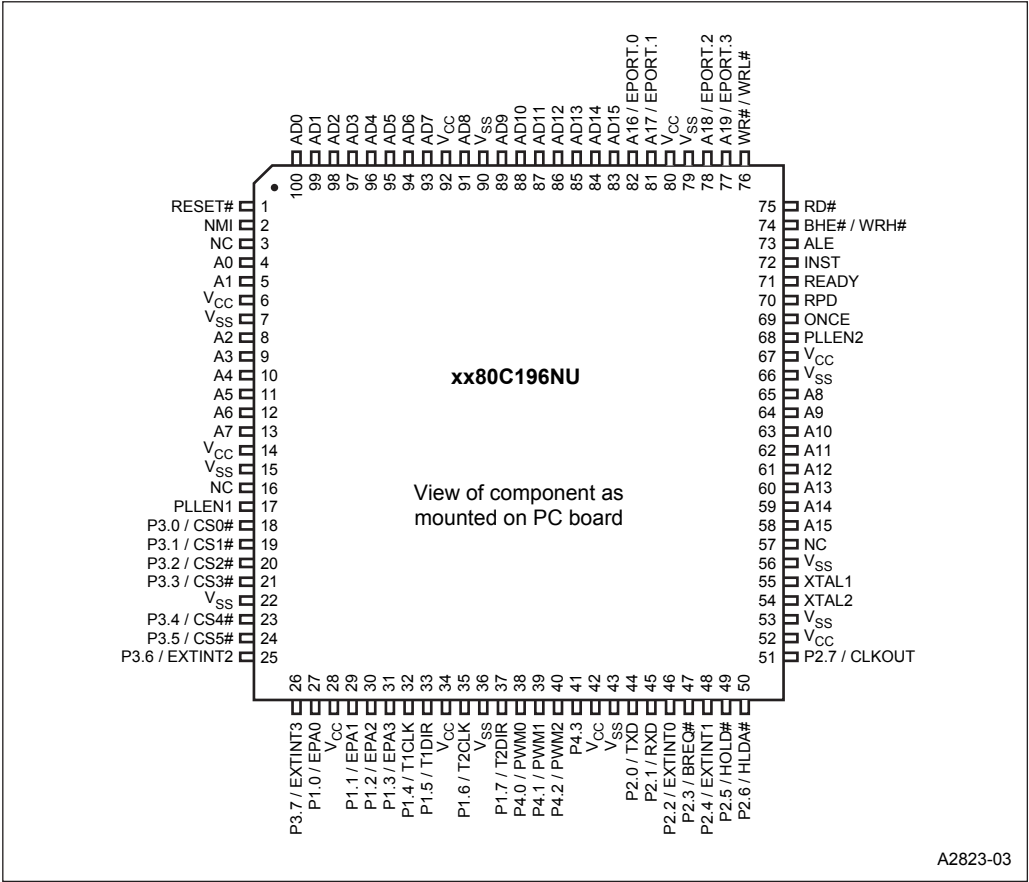 AD0
AD1
AD2
AD3
AD4
AD5
AD6
AD7
VCC
AD8
VSS
AD9
AD10
AD11
AD12
AD13
AD14
AD15
A16 / EPORT.0
A17 / EPORT.1
VCC
VSS
A18 / EPORT.2
A19 / EPORT.3
WR# / WRL#
100
99
98
97
96
95
94
93
92
91
90
89
88
87
86
85
84
83
82
81
80
79
78
77
76
RESET# 1
NMI 2
NC 3
A0 4
A1 5
VCC 6
VSS 7
A2 8
A3 9
A4 10
A5 11
A6 12
A7 13
VCC 14
VSS 15
NC 16
PLLEN1 17
P3.0 / CS0# 18
P3.1 / CS1# 19
P3.2 / CS2# 20
P3.3 / CS3# 21
VSS 22
P3.4 / CS4# 23
P3.5 / CS5# 24
P3.6 / EXTINT2 25
xx80C196NU
View of component as
mounted on PC board
75 RD#
74 BHE# / WRH#
73 ALE
72 INST
71 READY
70 RPD
69 ONCE
68 PLLEN2
67 VCC
66 VSS
65 A8
64 A9
63 A10
62 A11
61 A12
60 A13
59 A14
58 A15
57 NC
56 VSS
55 XTAL1
54 XTAL2
53 VSS
52 VCC
51 P2.7 / CLKOUT
26
27
28
29
30
31
32
33
34
35
36
37
38
39
40
41
42
43
44
45
46
47
48
49
50
P3.7 / EXTINT3
P1.0 / EPA0
VCC
P1.1 / EPA1
P1.2 / EPA2
P1.3 / EPA3
P1.4 / T1CLK
P1.5 / T1DIR
VCC
P1.6 / T2CLK
VSS
P1.7 / T2DIR
P4.0 / PWM0
P4.1 / PWM1
P4.2 / PWM2
P4.3
VCC
VSS
P2.0 / TXD
P2.1 / RXD
P2.2 / EXTINT0
P2.3 / BREQ#
P2.4 / EXTINT1
P2.5 / HOLD#
P2.6 / HLDA#
A2823-03